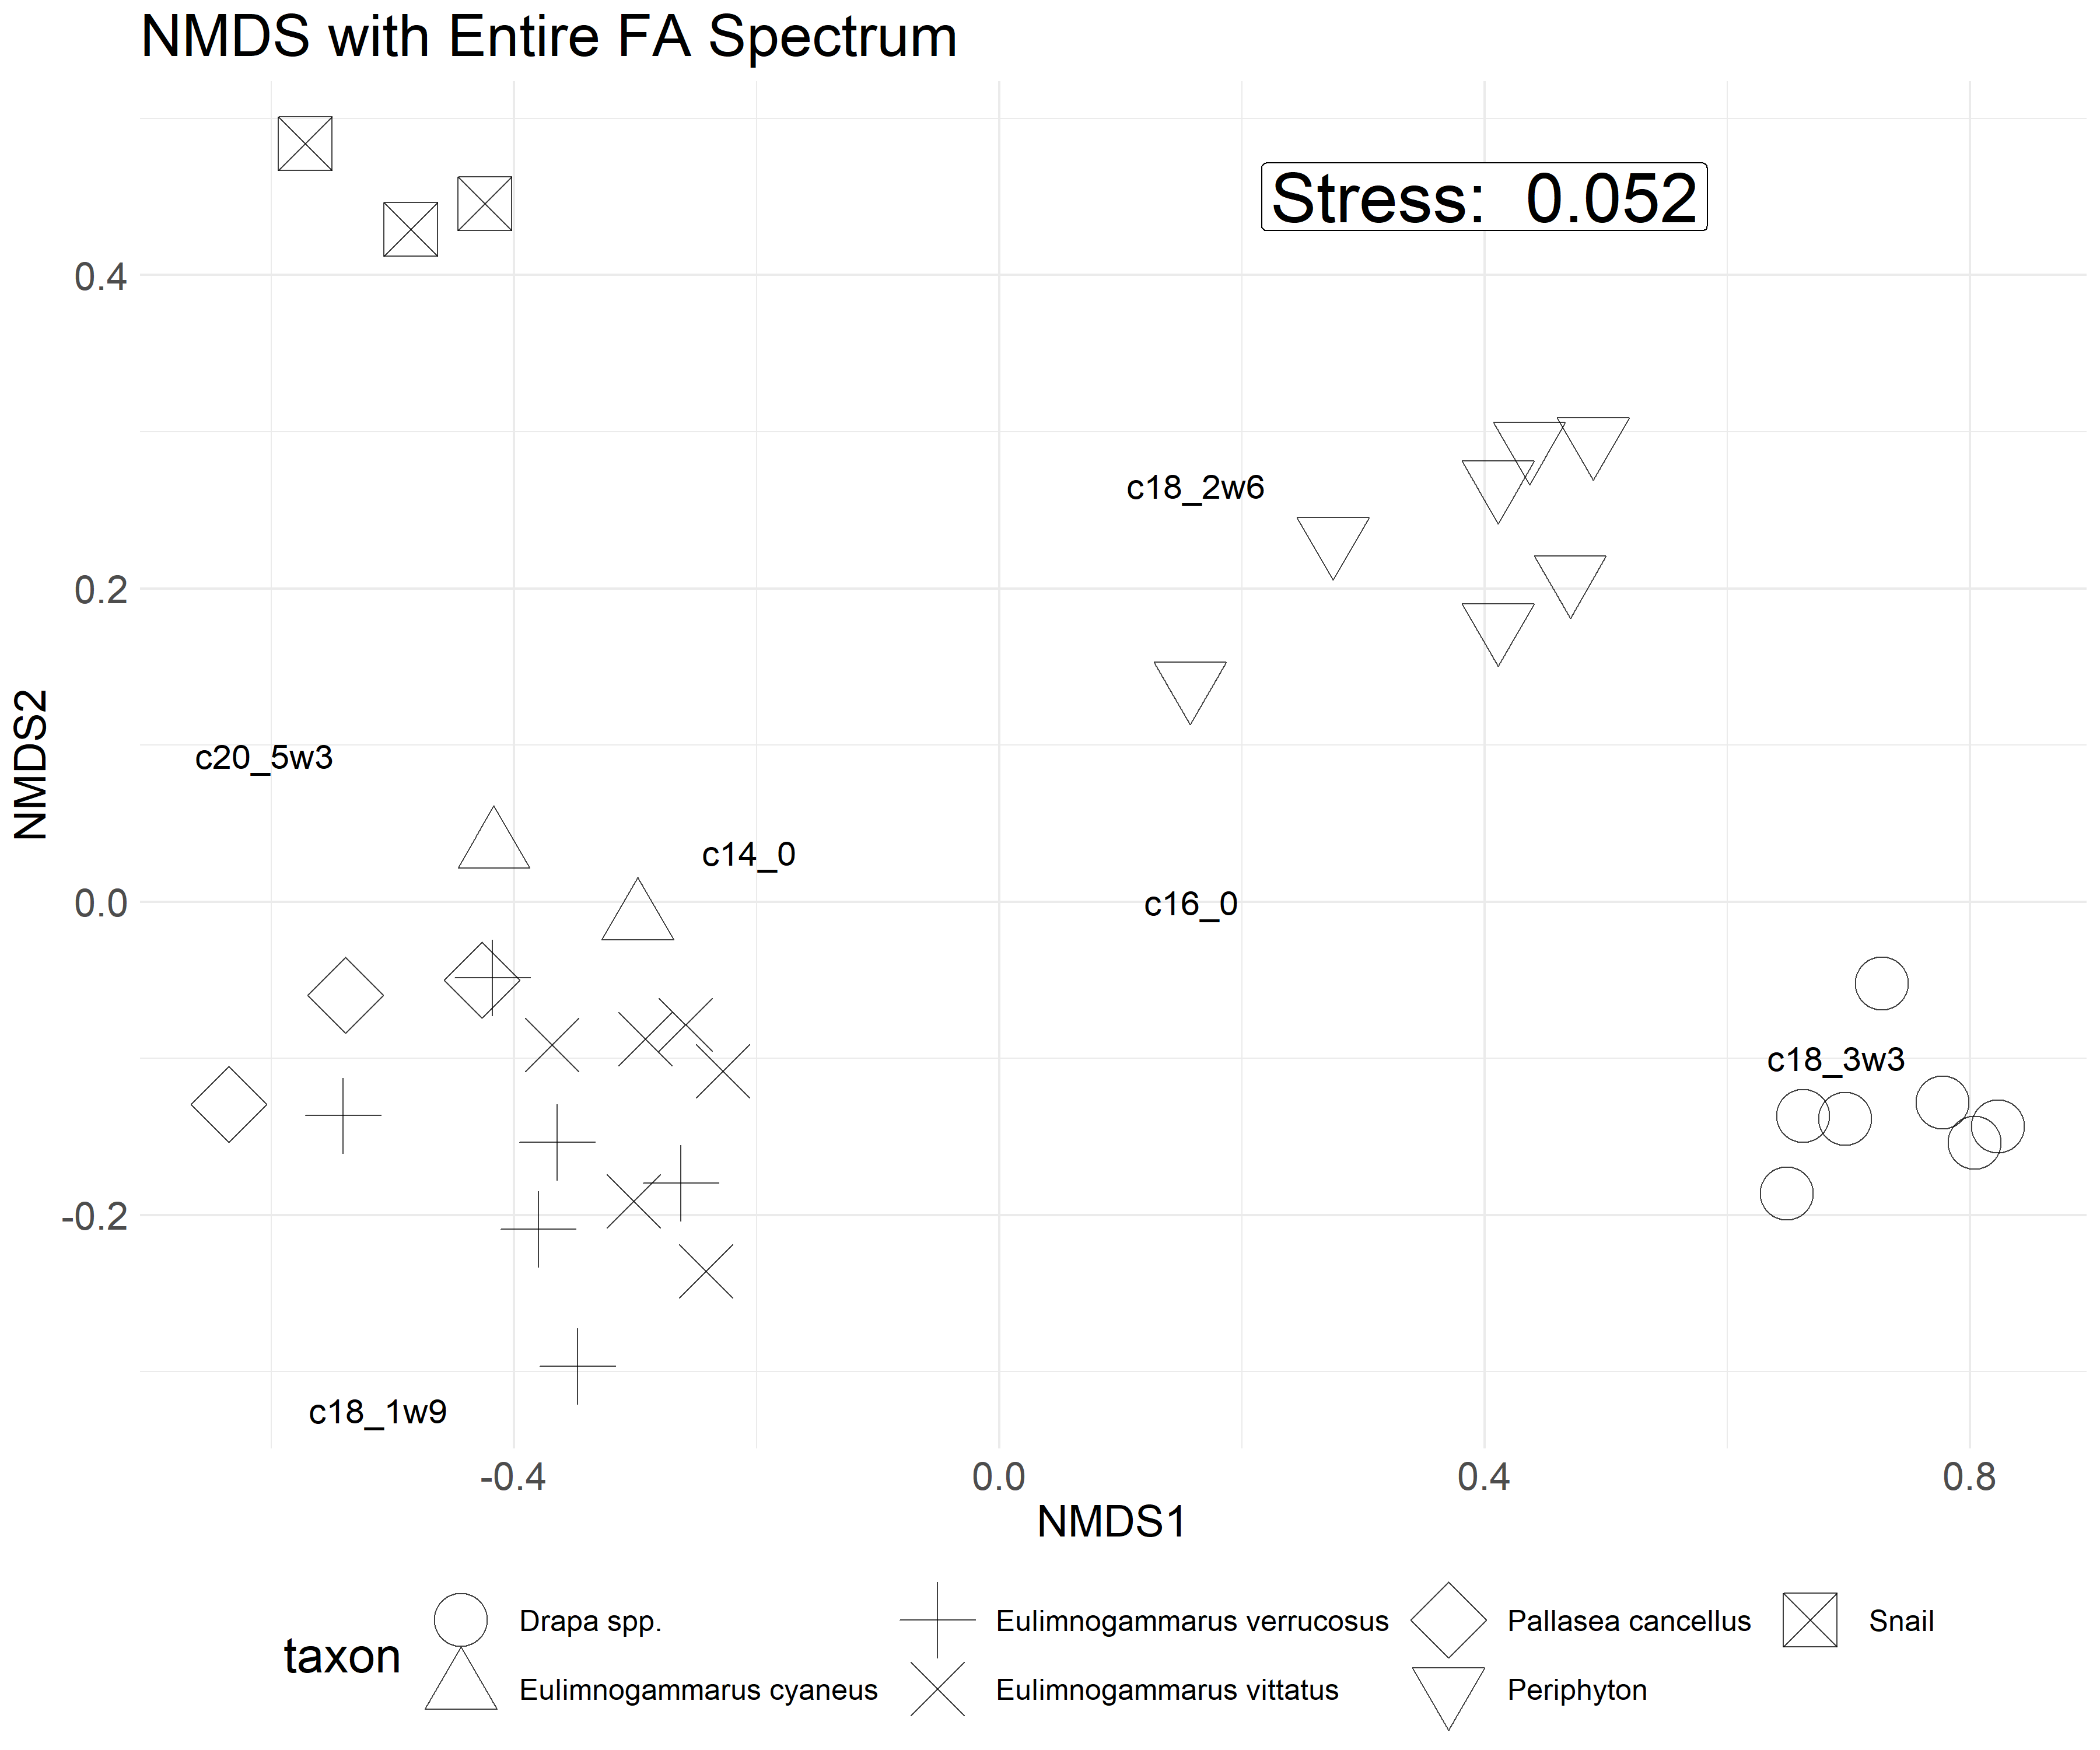 NMDS with Entire FA Spectrum
Stress:  0.052
0.4
c18_2w6
0.2
NMDS2
c20_5w3
c14_0
0.0
c16_0
c18_3w3
-0.2
c18_1w9
-0.4 0.0 0.4 0.8
NMDS1
taxon
Drapa spp. Eulimnogammarus verrucosus Pallasea cancellus Snail
Eulimnogammarus cyaneus Eulimnogammarus vittatus Periphyton